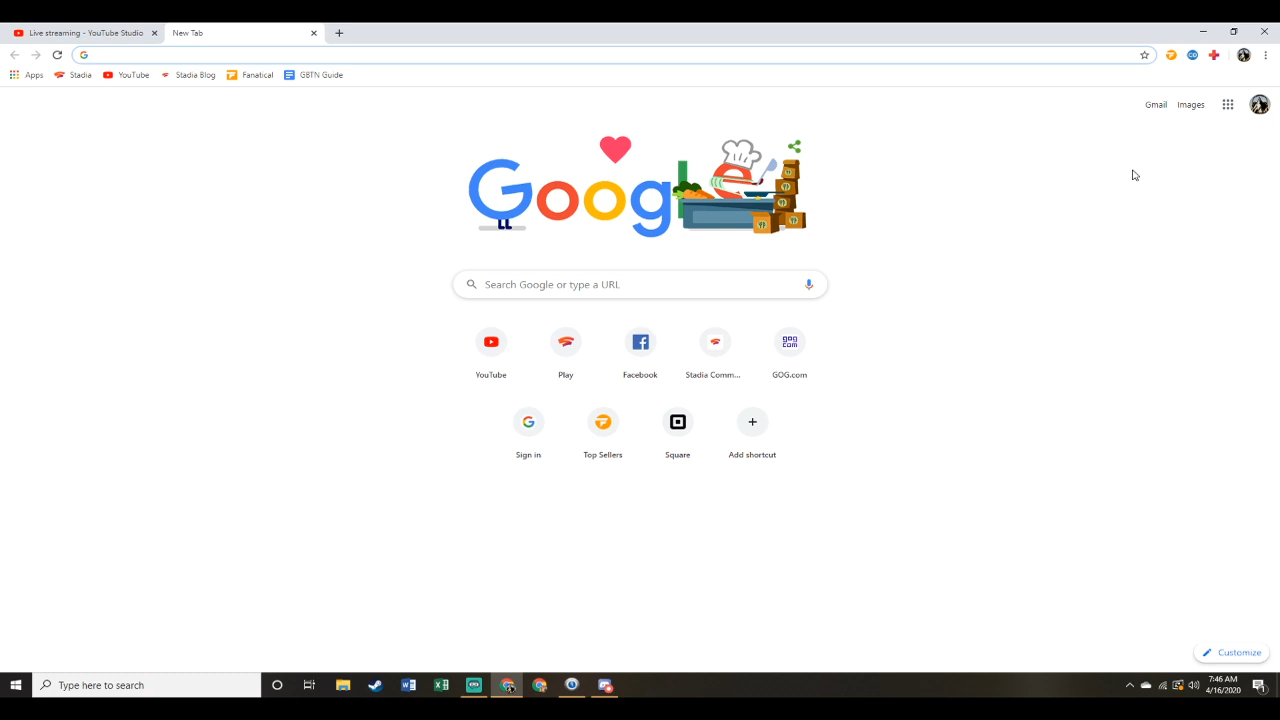 Live streaming - YouTube Studio
New Tab
Apps Stadia YouTube Stadia Blog Fanatical GBTN Guide
Gmail Images
Google
Search Google or type a URL
YouTube Play Facebook Stadia Comm... GOG.com
Sign in Top Sellers Square Add shortcut
Customize
Type here to search
7:46 AM
4/16/2020